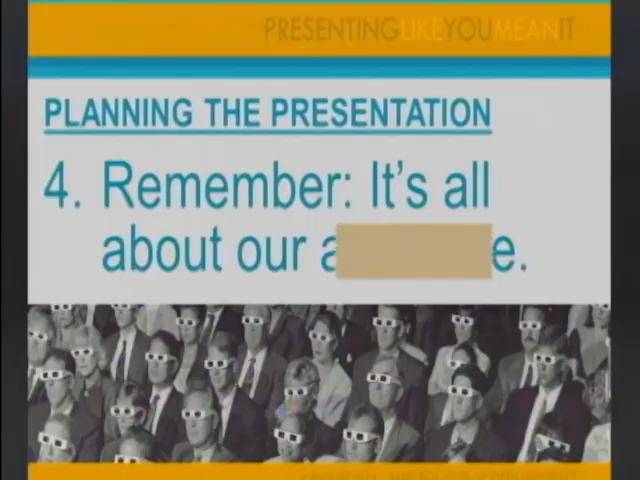 PRESENTINGLIKEYOUMEANIT
PLANNING THE PRESENTATION
4. Remember: It's all
about our